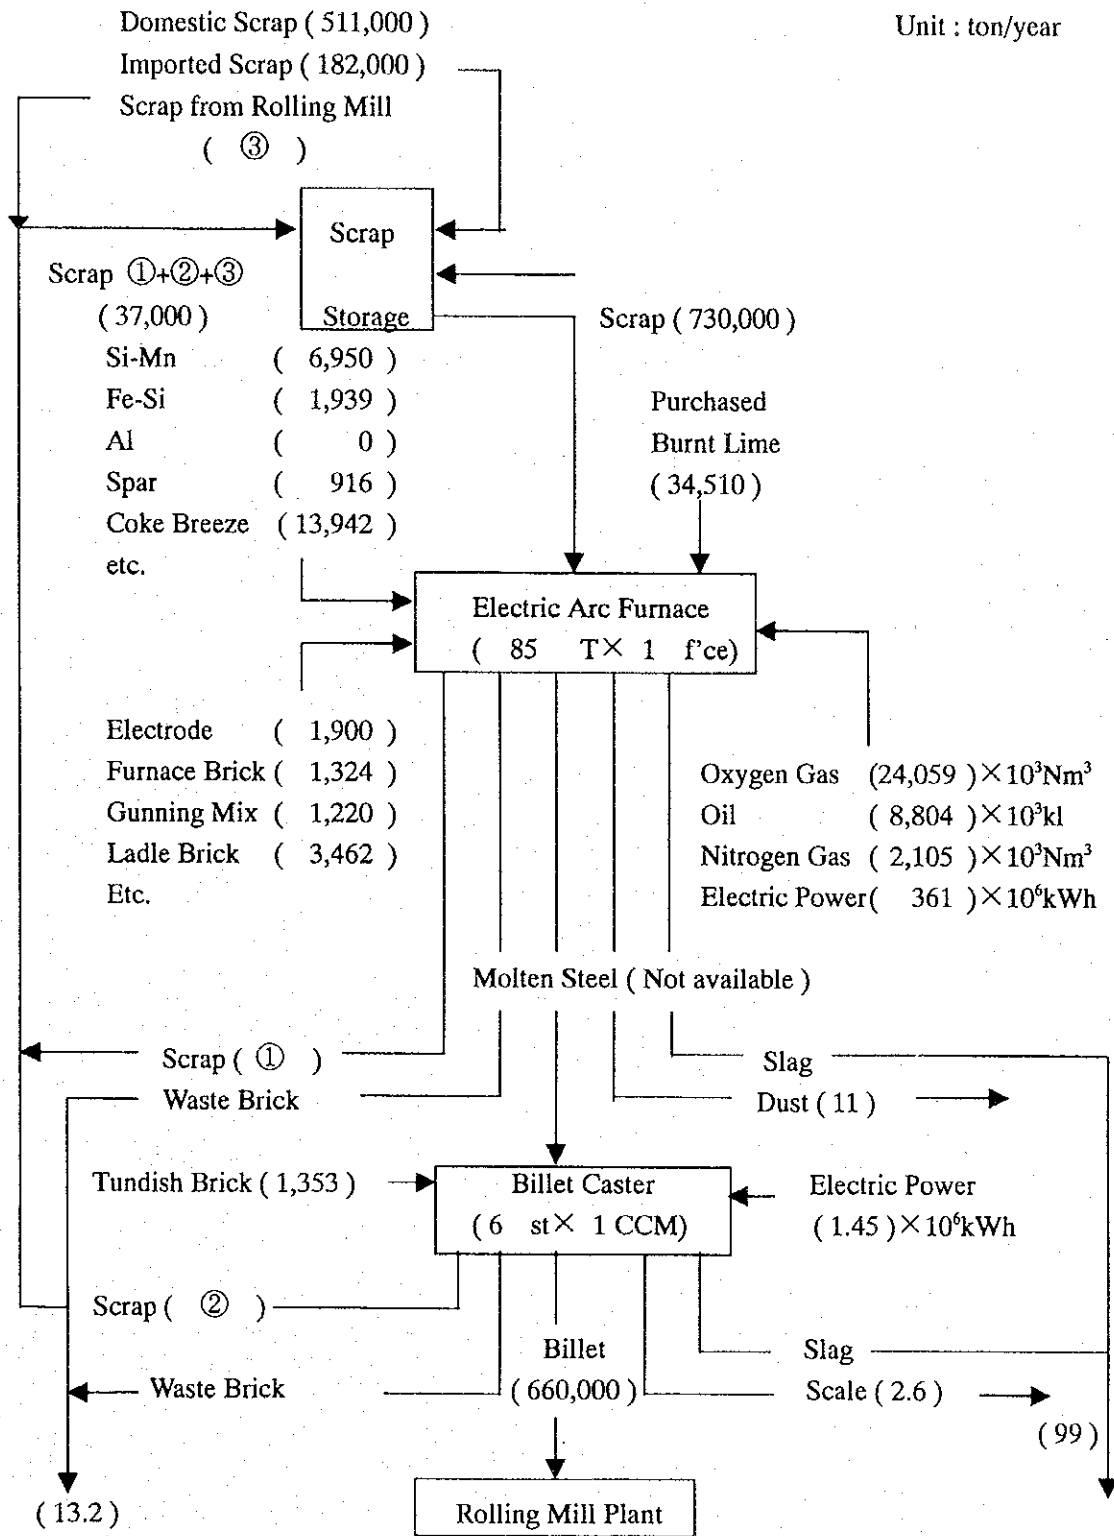 Domestic Scrap ( 511,000)
Unit : ton/year
Imported Scrap ( 182,000)
Scrap from Rolling Mill
( ③ )
Scrap
Storage
Scrap ①+②+③
( 37,000 )
Scrap ( 730,000 )
Si-Mn ( 6,950 )
Fe-Si ( 1,939 )
Al ( 0 )
Spar ( 916 )
Coke Breeze ( 13,942 )
etc.
Purchased
Burnt Lime
( 34,510 )
Electric Arc Furnace
( 85 T× 1 f'ce)
Electrode ( 1,900 )
Furnace Brick ( 1,324 )
Gunning Mix ( 1,220 )
Ladle Brick ( 3,462 )
Etc.
Oxygen Gas (24,059 )×10³Nm³
Oil ( 8,804 )×10³kl
Nitrogen Gas ( 2,105 )×10³Nm³
Electric Power( 361 )×10⁶kWh
Molten Steel ( Not available )
Scrap ( ① )
Waste Brick
Slag
Dust ( 11 )
Tundish Brick ( 1,353 )
Billet Caster
( 6 st× 1 CCM)
Electric Power
( 1.45 )×10⁶kWh
Scrap ( ② )
Billet
( 660,000 )
Slag
Waste Brick
Scale ( 2.6 )
( 99 )
( 13.2 )
Rolling Mill Plant